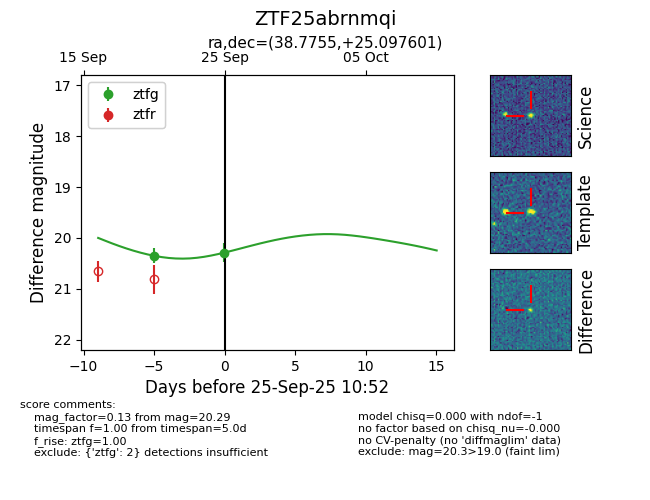 ZTF25abrnmqi
ra,dec=(38.7755,+25.097601)
15 Sep
25 Sep
05 Oct
17
18
19
20
21
22
Difference magnitude
ztfg
ztfr
−10
−5
0
5
10
15
Days before 25-Sep-25 10:52
Science
Template
Difference
score comments:
mag_factor=0.13 from mag=20.29
timespan f=1.00 from timespan=5.0d
f_rise: ztfg=1.00
exclude: {'ztfg': 2} detections insufficient
model chisq=0.000 with ndof=-1
no factor based on chisq_nu=-0.000
no CV-penalty (no 'diffmaglim' data)
exclude: mag=20.3>19.0 (faint lim)